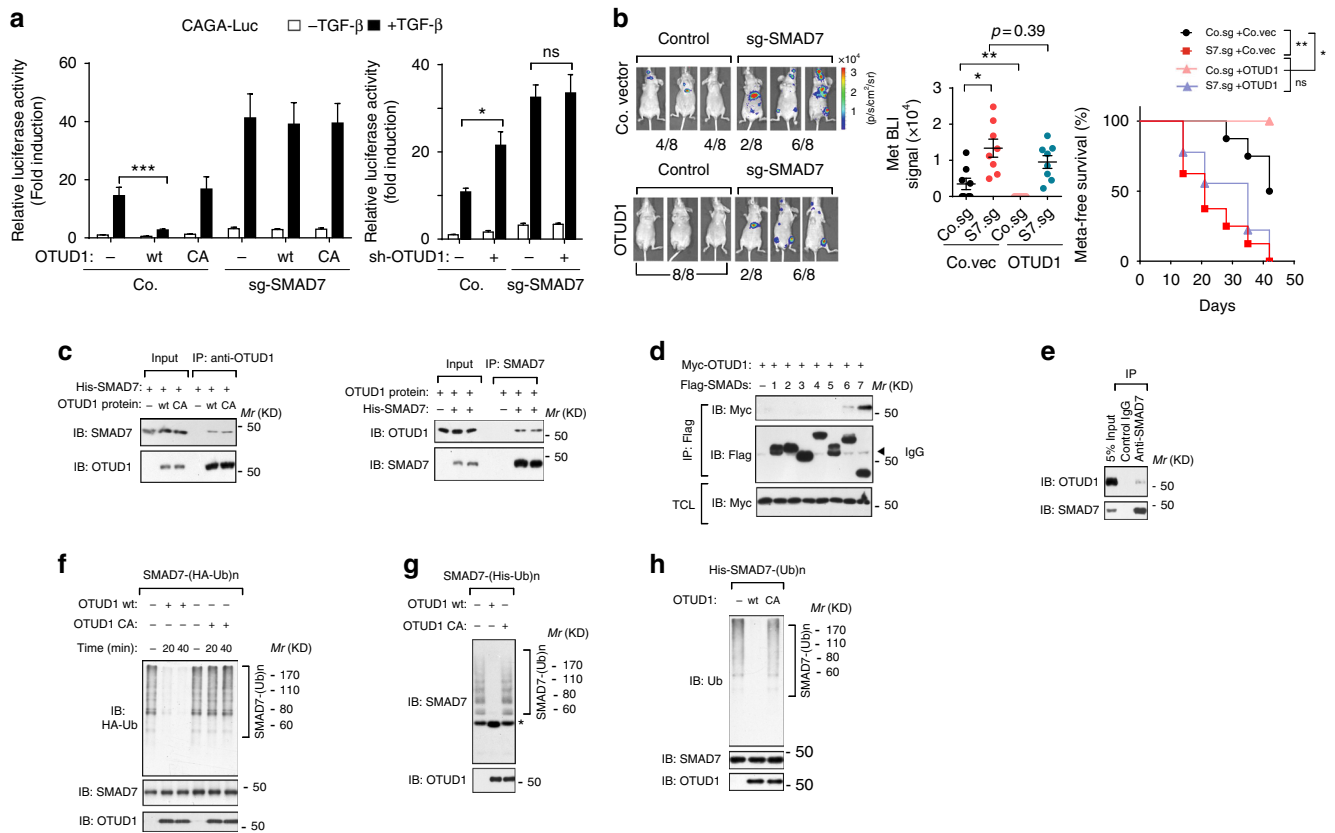 a
CAGA-Luc
–TGF-β
+TGF-β
Relative luciferase activity
(Fold induction)
60
40
20
0
***
OTUD1: – wt CA – wt CA
Co. sg-SMAD7
Relative luciferase activity
(fold induction)
60
40
20
0
*
ns
sh-OTUD1: – + – +
Co. sg-SMAD7
b
Control sg-SMAD7
Co. vector
4/8 4/8 2/8 6/8
Control sg-SMAD7
OTUD1
8/8 2/8 6/8
×10⁴
4
3
2
1
0
(p/s/cm²/sr)
p = 0.39
**
*
Met BLI
signal (×10⁴)
3
2
1
0
Co.sg S7.sg Co.sg S7.sg
Co.vec OTUD1
Co.sg +Co.vec
S7.sg +Co.vec
Co.sg +OTUD1
S7.sg +OTUD1
**
ns
*
Meta-free survival (%)
100
50
0
0 10 20 30 40 50
Days
c
Input IP: anti-OTUD1
His-SMAD7: + + + + + +
OTUD1 protein: – wt CA – wt CA
Mr (KD)
IB: SMAD7 - 50
IB: OTUD1 - 50
Input IP: SMAD7
OTUD1 protein: + + + + + +
His-SMAD7: – + + – + +
Mr (KD)
IB: OTUD1 - 50
IB: SMAD7 - 50
d
Myc-OTUD1: + + + + + + + +
Flag-SMADs: – 1 2 3 4 5 6 7 Mr (KD)
IP: Flag
IB: Myc - 50
IB: Flag - 50 IgG
TCL
IB: Myc - 50
e
IP
5% Input
Control IgG
Anti-SMAD7
Mr (KD)
IB: OTUD1 - 50
IB: SMAD7 - 50
f
SMAD7-(HA-Ub)n
OTUD1 wt: – + + – – –
OTUD1 CA: – – – – + +
Time (min): – 20 40 – 20 40 Mr (KD)
IB:
HA-Ub
SMAD7-(Ub)n
- 170
- 110
- 80
- 60
IB: SMAD7 - 50
IB: OTUD1 - 50
g
SMAD7-(His-Ub)n
OTUD1 wt: – + –
OTUD1 CA: – – +
Mr (KD)
IB: SMAD7
SMAD7-(Ub)n
- 170
- 110
- 80
- 60
*
IB: OTUD1 - 50
h
His-SMAD7-(Ub)n
OTUD1: – wt CA
Mr (KD)
IB: Ub
SMAD7-(Ub)n
- 170
- 110
- 80
- 60
- 50
IB: SMAD7
IB: OTUD1 - 50